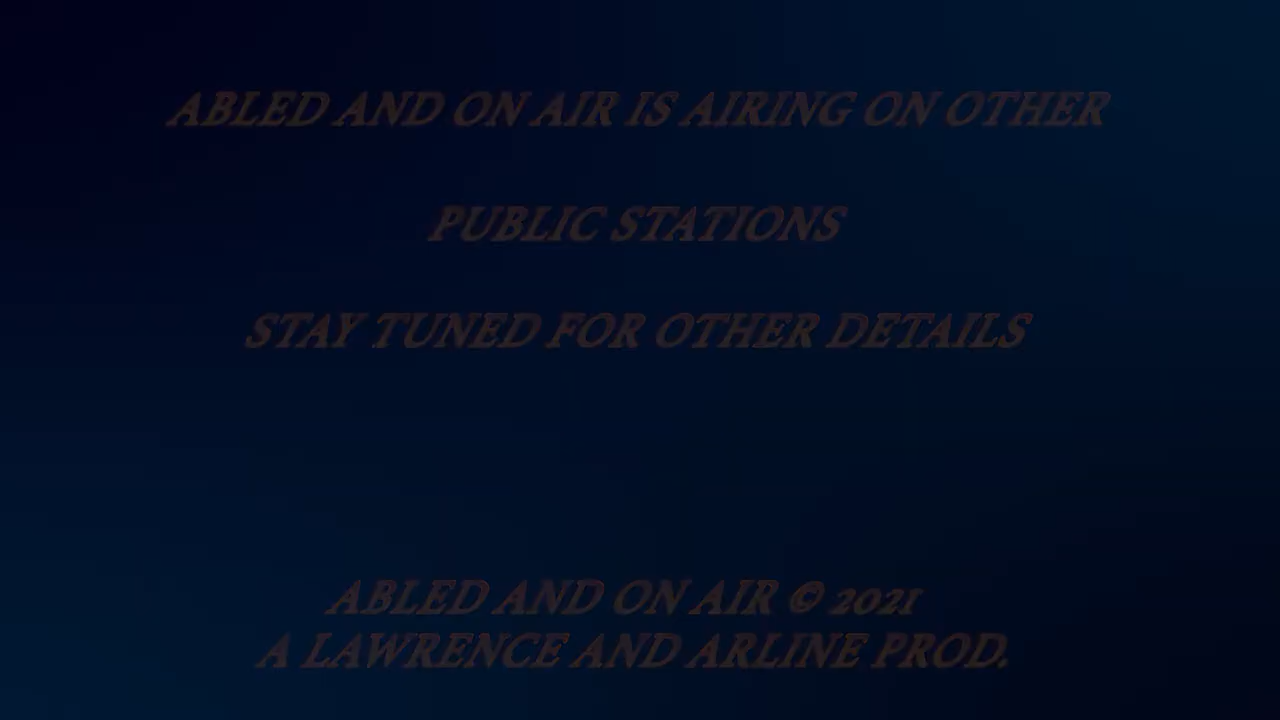 ABLED AND ON AIR IS AIRING ON OTHER
PUBLIC STATIONS
STAY TUNED FOR OTHER DETAILS
ABLED AND ON AIR © 2021
A LAWRENCE AND ARLINE PROD.